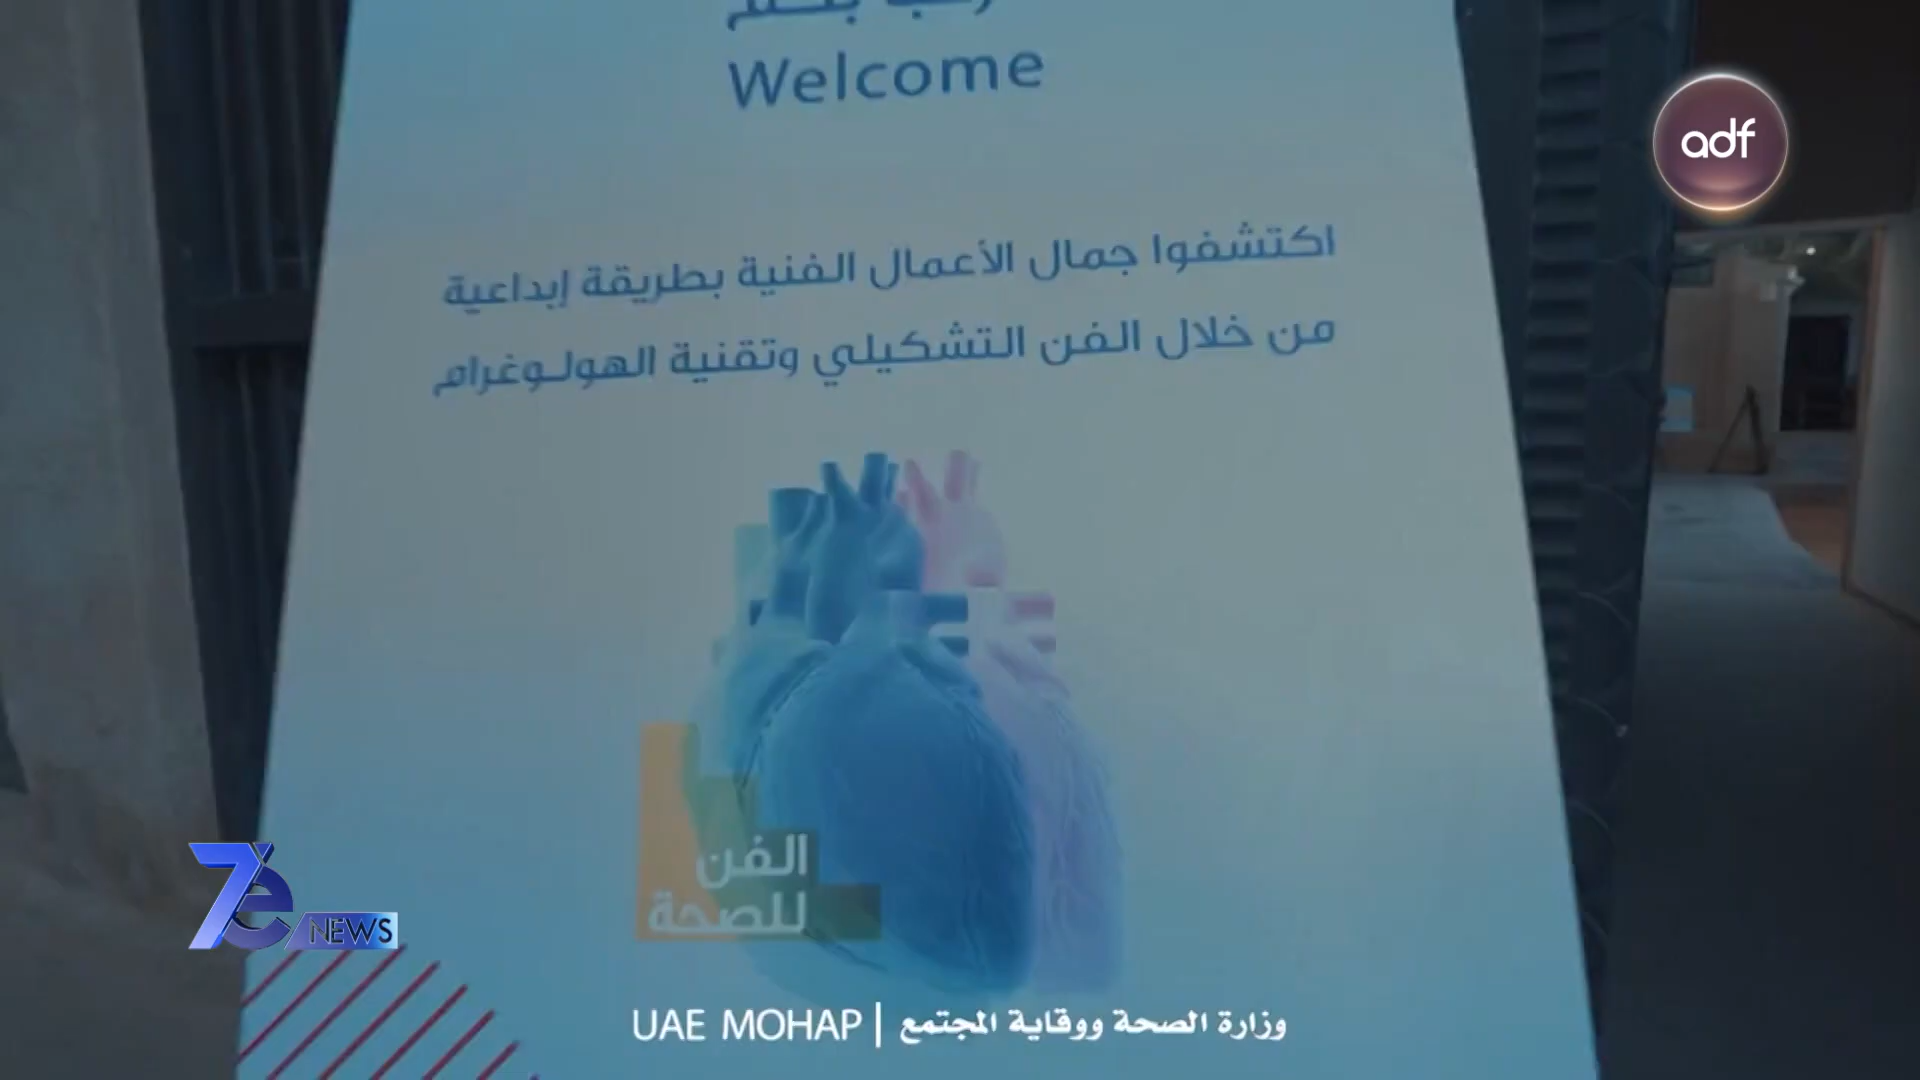 Welcome
adf
اكتشفوا جمال الأعمال الفنية بطريقة إبداعية
من خلال الفن التشكيلي وتقنية الهولوغرام
الفن
للصحة
7e NEWS
UAE MOHAP | وزارة الصحة ووقاية المجتمع